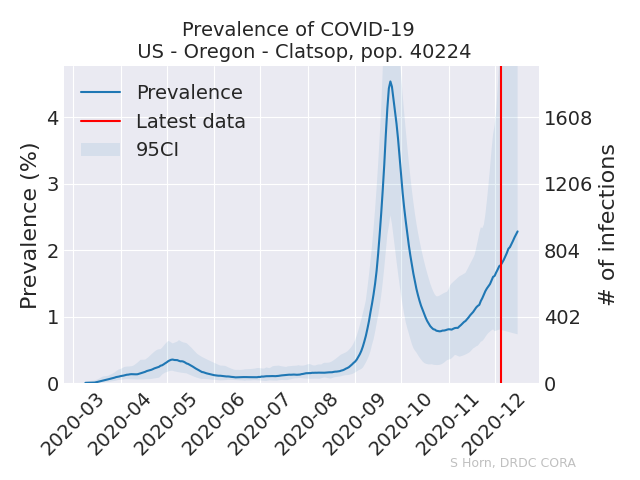 Prevalence of COVID-19
US - Oregon - Clatsop, pop. 40224
Prevalence
Latest data
95CI
Prevalence (%)
4
3
2
1
0
1608
1206
804
402
0
# of infections
2020-03
2020-04
2020-05
2020-06
2020-07
2020-08
2020-09
2020-10
2020-11
2020-12
S Horn, DRDC CORA